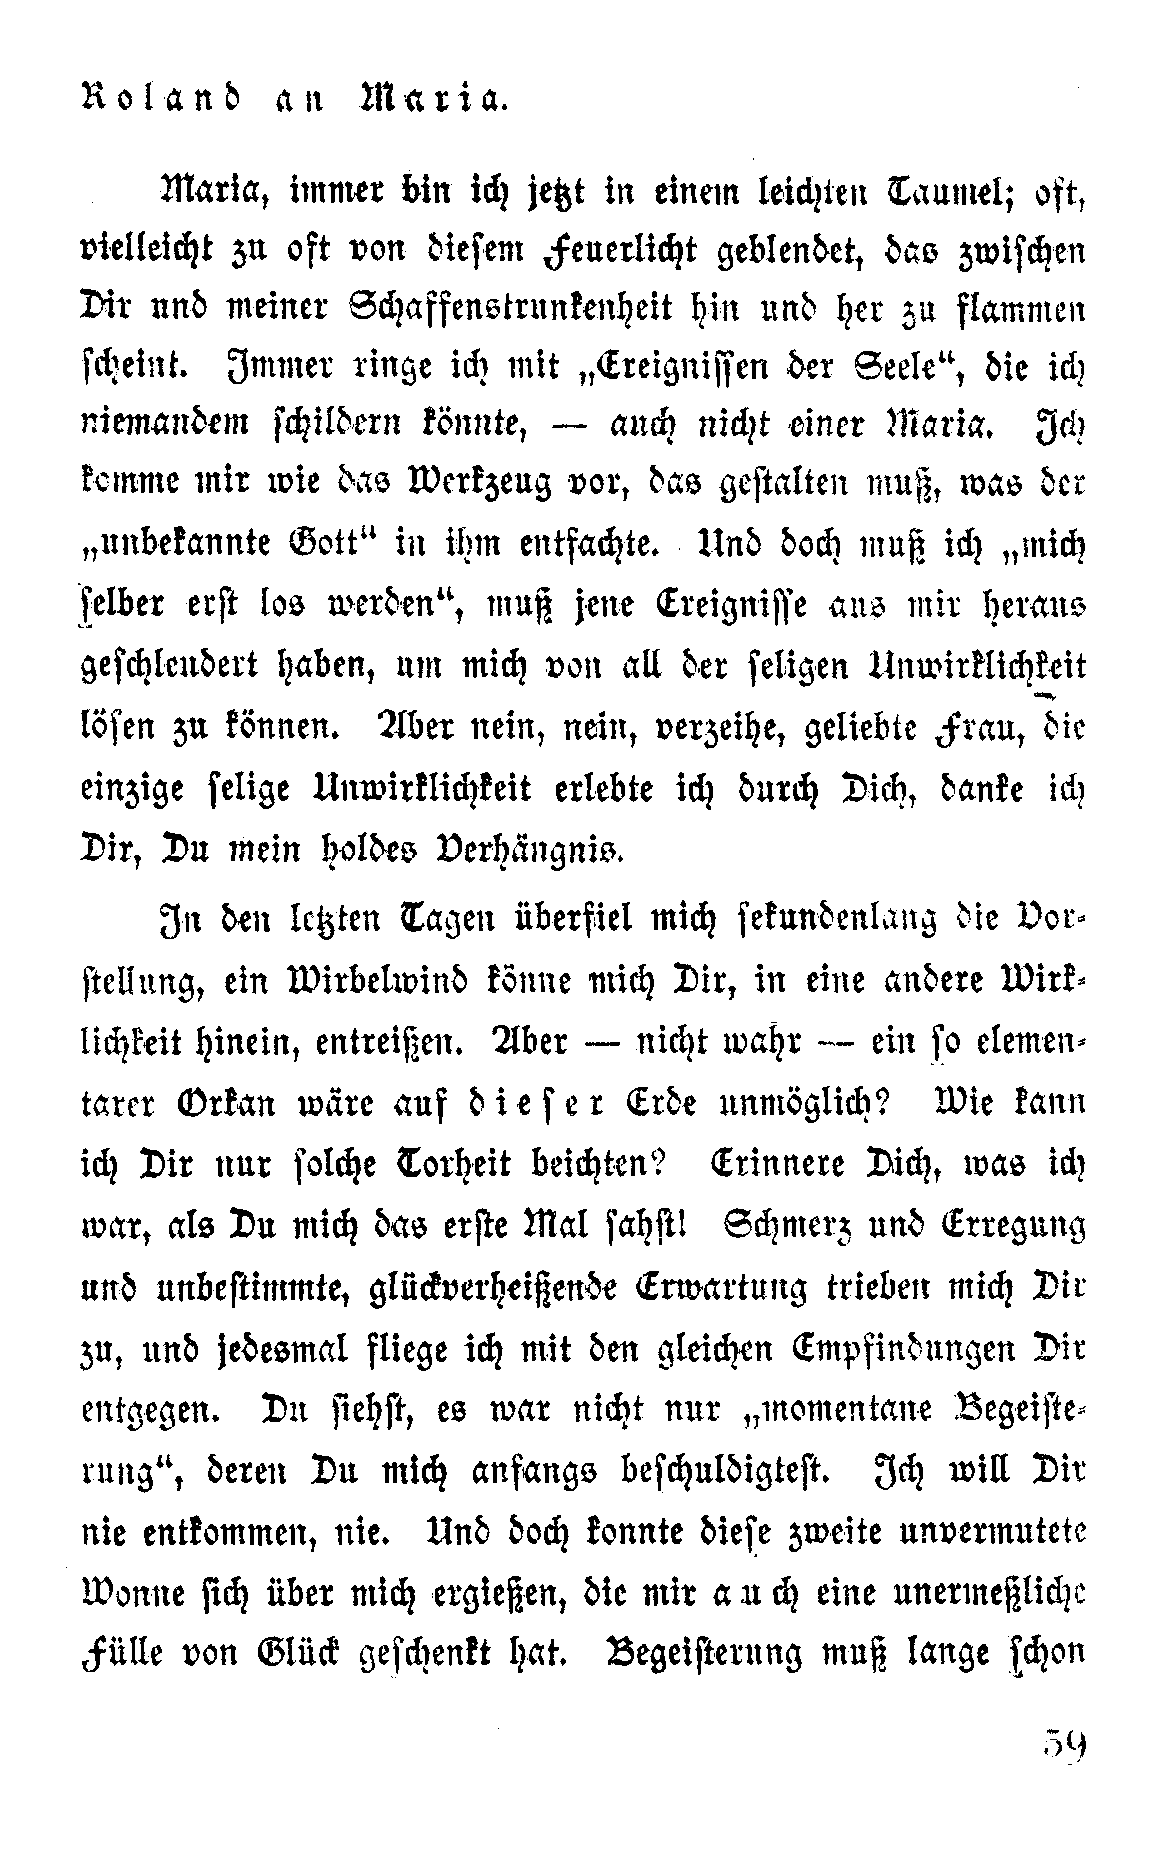 Roland an Maria.
Maria, immer bin ich jetzt in einem leichten Taumel; oft,
vielleicht zu oft von diesem Feuerlicht geblendet, das zwischen
Dir und meiner Schaffenstrunkenheit hin und her zu flammen
scheint. Immer ringe ich mit „Ereignissen der Seele“, die ich
niemandem schildern könnte, — auch nicht einer Maria. Ich
komme mir wie das Werkzeug vor, das gestalten muß, was der
„unbekannte Gott“ in ihm entfachte. Und doch muß ich „mich
selber erst los werden“, muß jene Ereignisse aus mir heraus
geschleudert haben, um mich von all der seligen Unwirklichkeit
lösen zu können. Aber nein, nein, verzeihe, geliebte Frau, die
einzige selige Unwirklichkeit erlebte ich durch Dich, danke ich
Dir, Du mein holdes Verhängnis.
In den letzten Tagen überfiel mich sekundenlang die Vor-
stellung, ein Wirbelwind könne mich Dir, in eine andere Wirk-
lichkeit hinein, entreißen. Aber — nicht wahr — ein so elemen-
tarer Orkan wäre auf dieser Erde unmöglich? Wie kann
ich Dir nur solche Torheit beichten? Erinnere Dich, was ich
war, als Du mich das erste Mal sahst! Schmerz und Erregung
und unbestimmte, glückverheißende Erwartung trieben mich Dir
zu, und jedesmal fliege ich mit den gleichen Empfindungen Dir
entgegen. Du siehst, es war nicht nur „momentane Begeiste-
rung“, deren Du mich anfangs beschuldigtest. Ich will Dir
nie entkommen, nie. Und doch konnte diese zweite unvermutete
Wonne sich über mich ergießen, die mir auch eine unermeßliche
Fülle von Glück geschenkt hat. Begeisterung muß lange schon
59